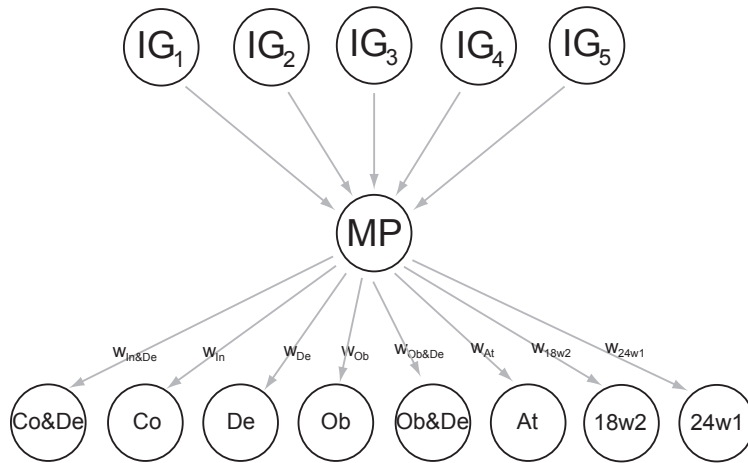 IG1 IG2 IG3 IG4 IG5
MP
wIn&De wIn wDe wOb wOb&De wAt w18w2 w24w1
Co&De Co De Ob Ob&De At 18w2 24w1